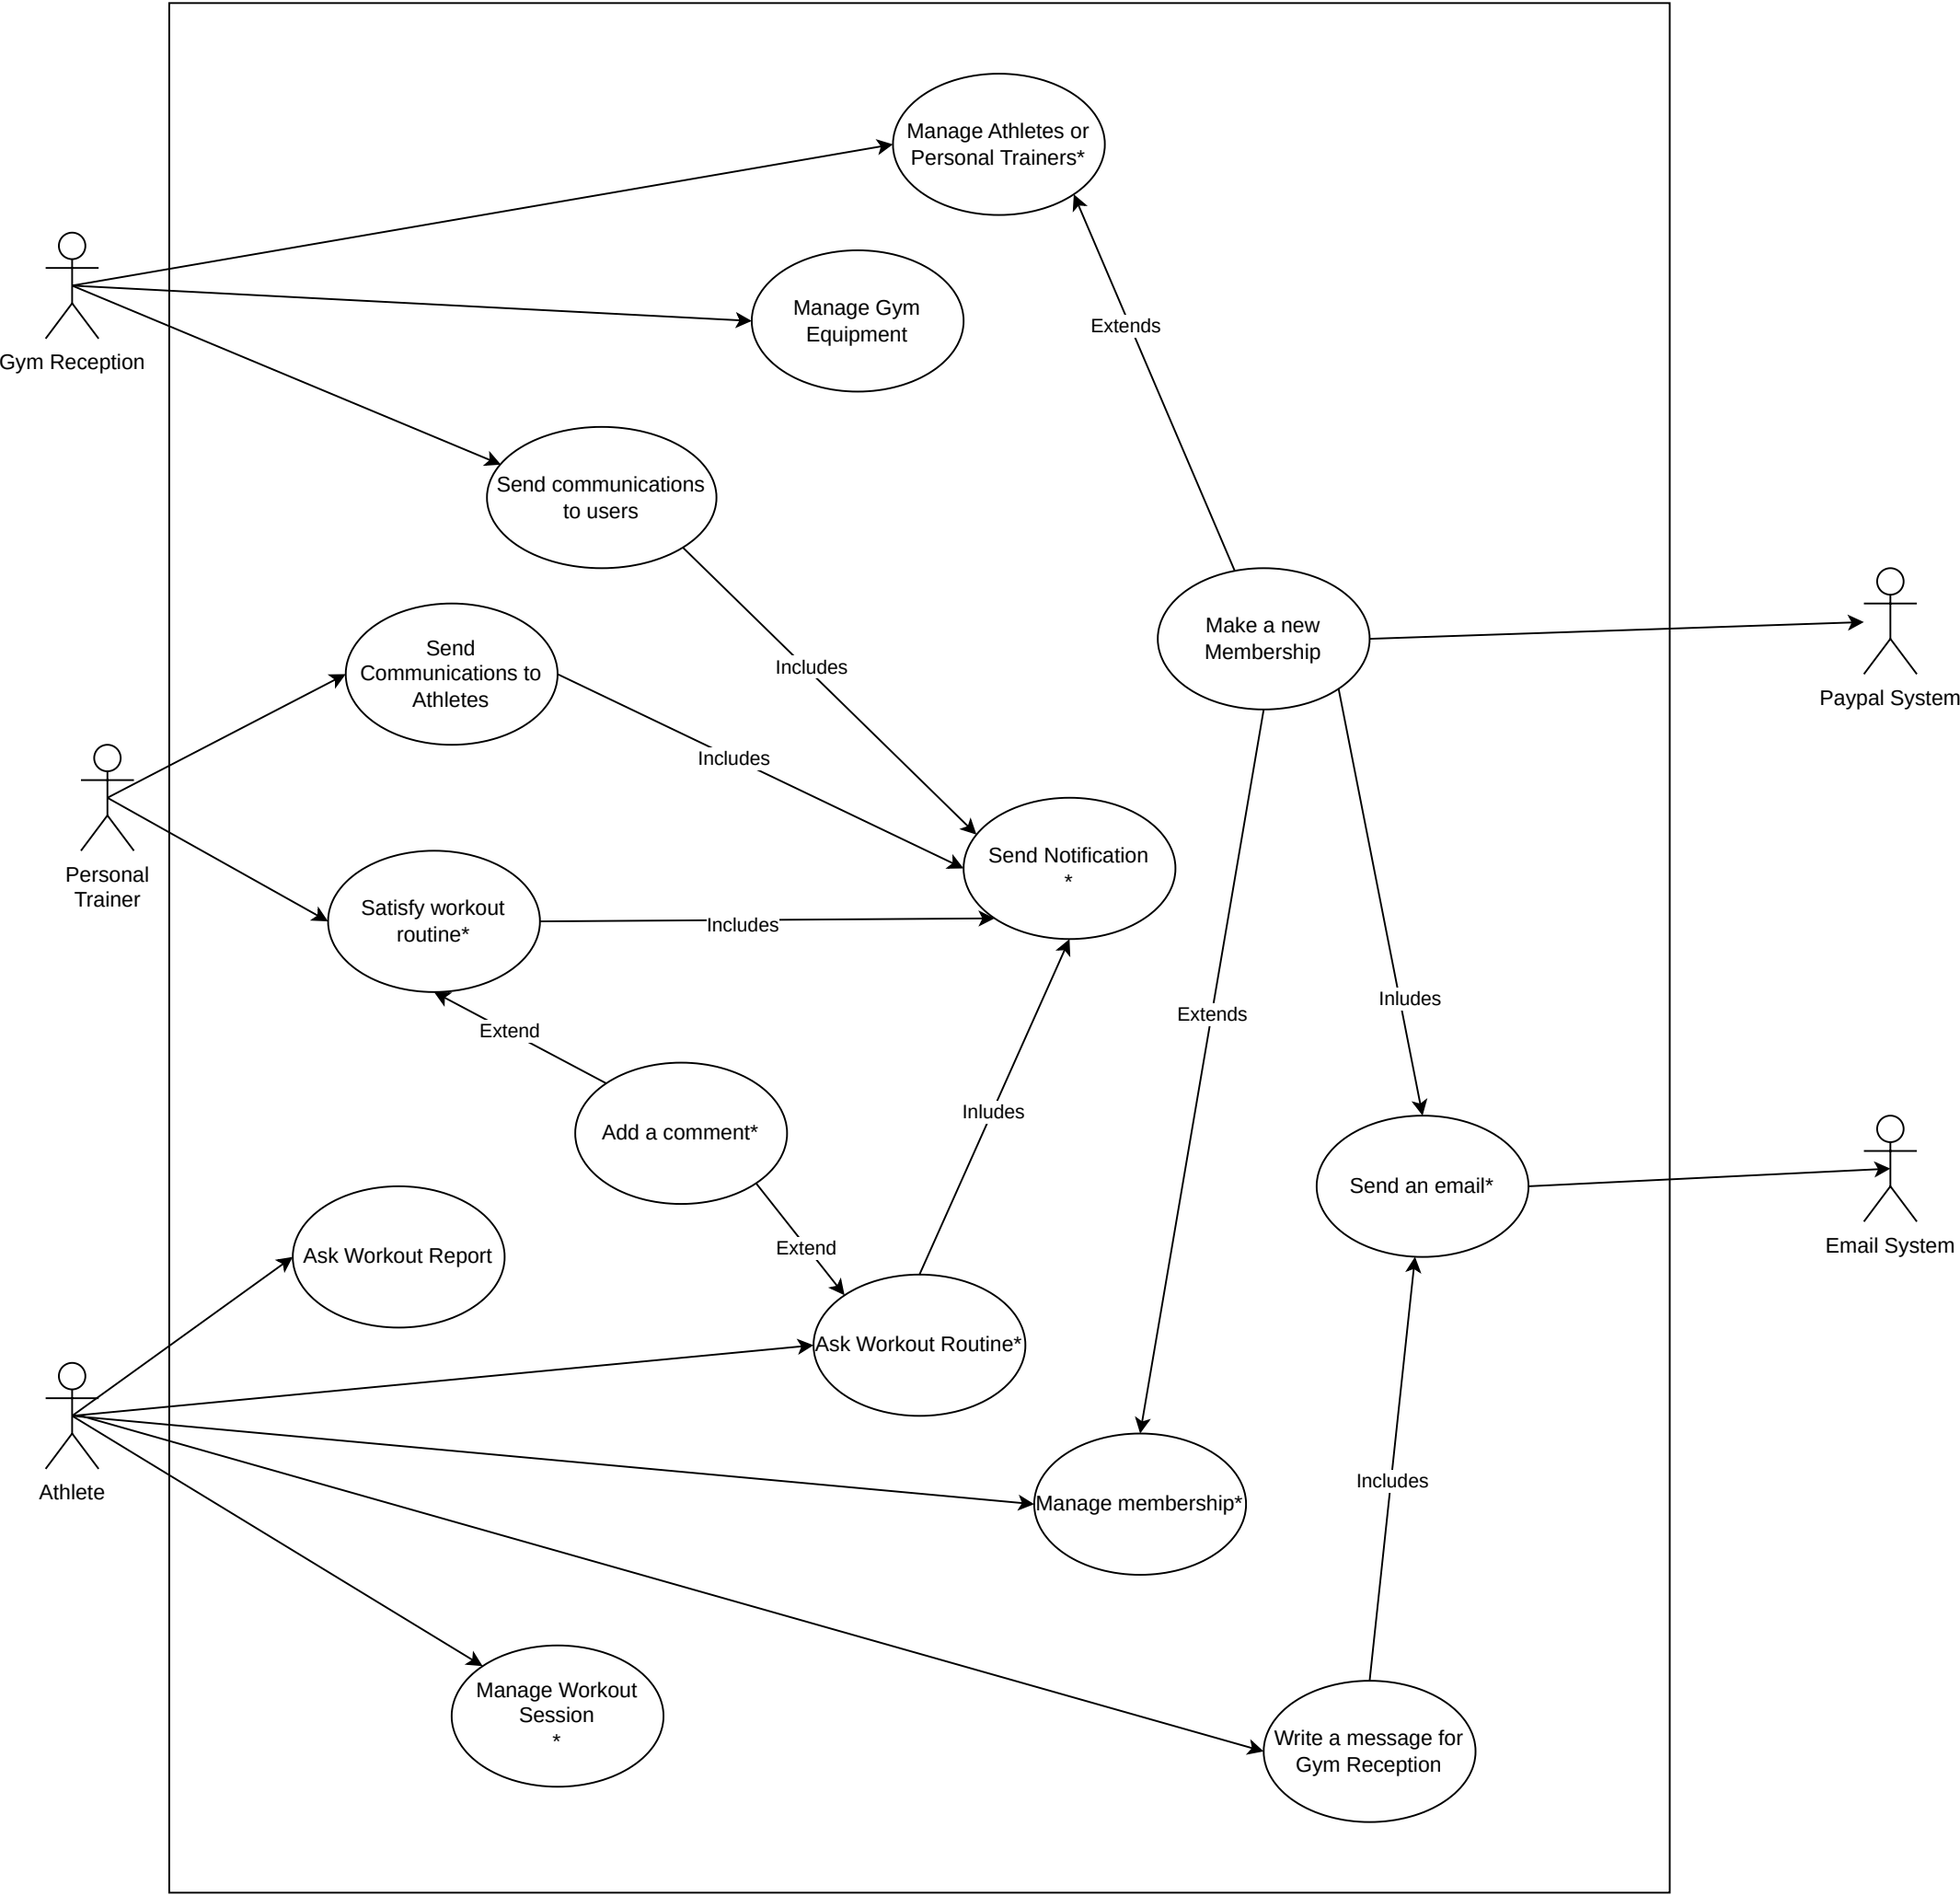 Manage Athletes or
Personal Trainers*
Manage Gym
Equipment
Extends
Gym Reception
Send communications
to users
Make a new
Membership
Send
Communications to
Athletes
Includes
Paypal System
Includes
Personal
Trainer
Send Notification
*
Satisfy workout
routine*
Includes
Inludes
Extends
Extend
Inludes
Add a comment*
Send an email*
Extend
Ask Workout Report
Email System
Ask Workout Routine*
Athlete
Includes
Manage membership*
Manage Workout
Session
*
Write a message for
Gym Reception